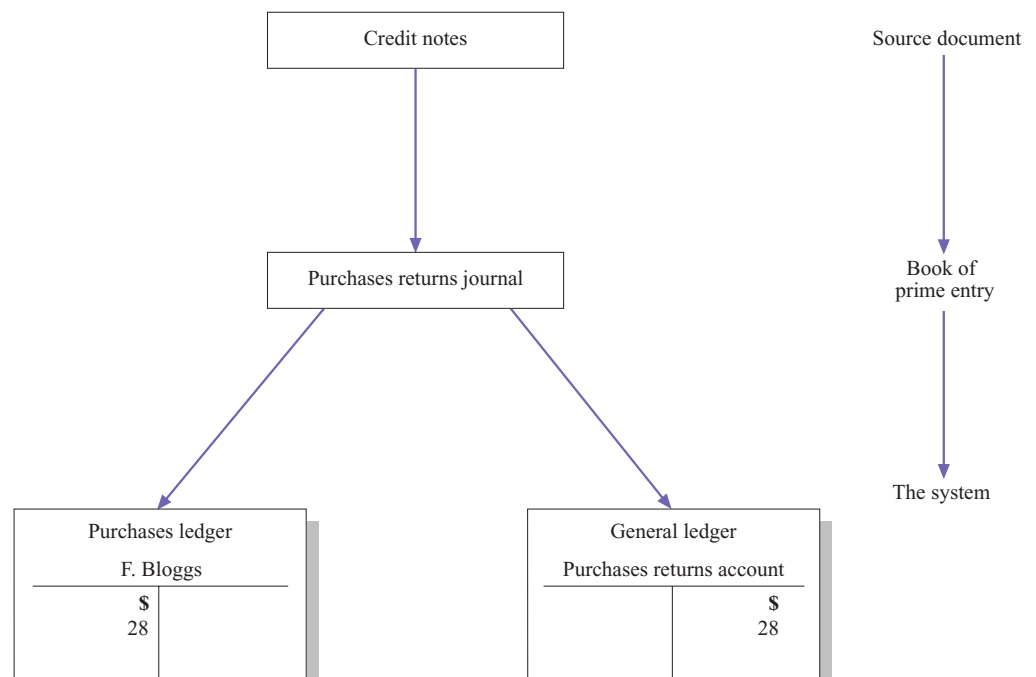 Credit notes
Source document
Purchases returns journal
Book of
prime entry
The system
Purchases ledger
F. Bloggs
$
28
General ledger
Purchases returns account
$
28